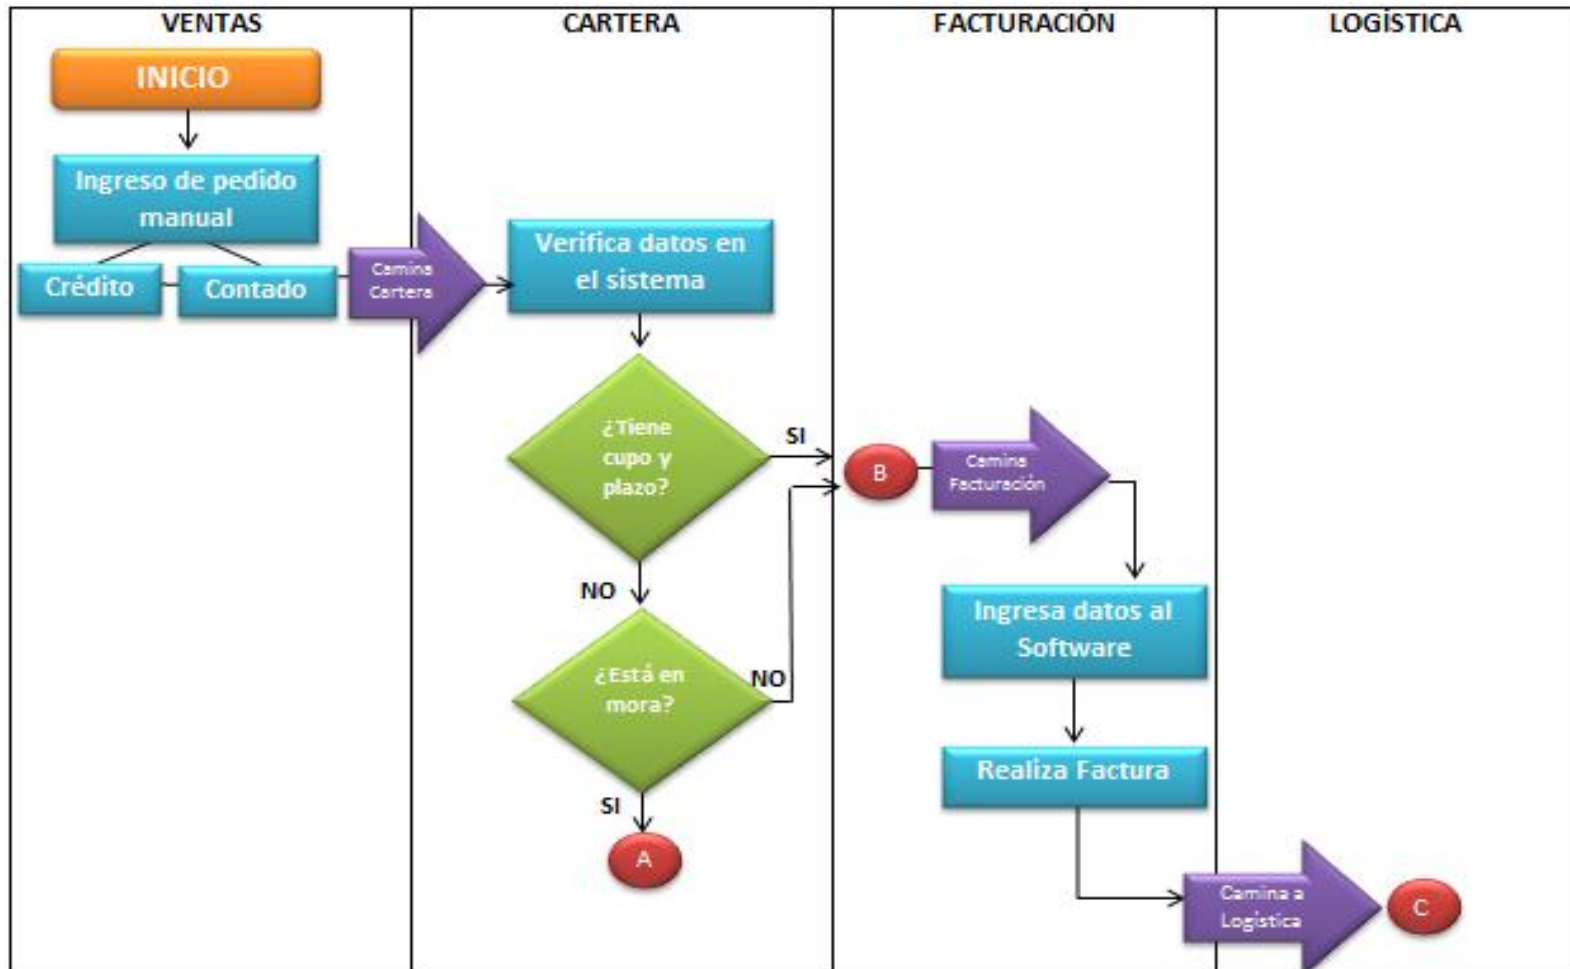 VENTAS
CARTERA
FACTURACIÓN
LOGÍSTICA
INICIO
Ingreso de pedido
manual
Crédito
Contado
Camina
Cartera
Verifica datos en
el sistema
¿Tiene
cupo y
plazo?
SI
NO
¿Está en
mora?
NO
SI
A
B
Camina
Facturación
Ingresa datos al
Software
Realiza Factura
Camina a
Logística
C